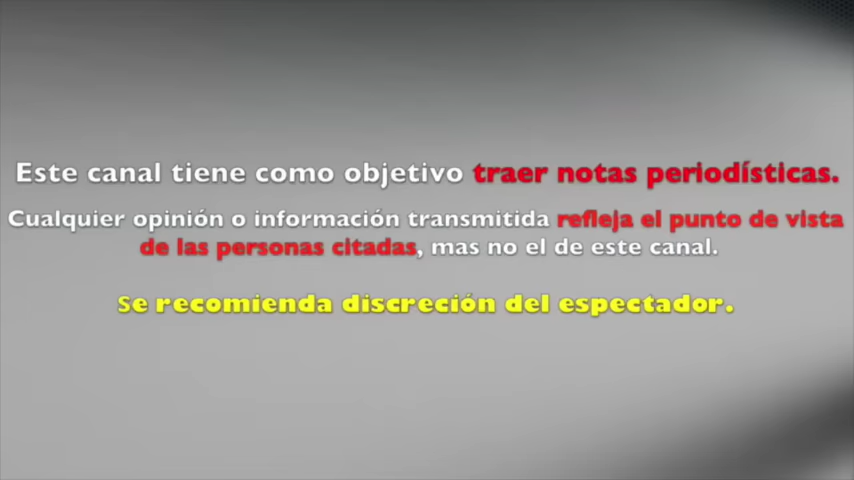 Este canal tiene como objetivo traer notas periodísticas.
Cualquier opinión o información transmitida refleja el punto de vista
de las personas citadas, mas no el de este canal.
Se recomienda discreción del espectador.